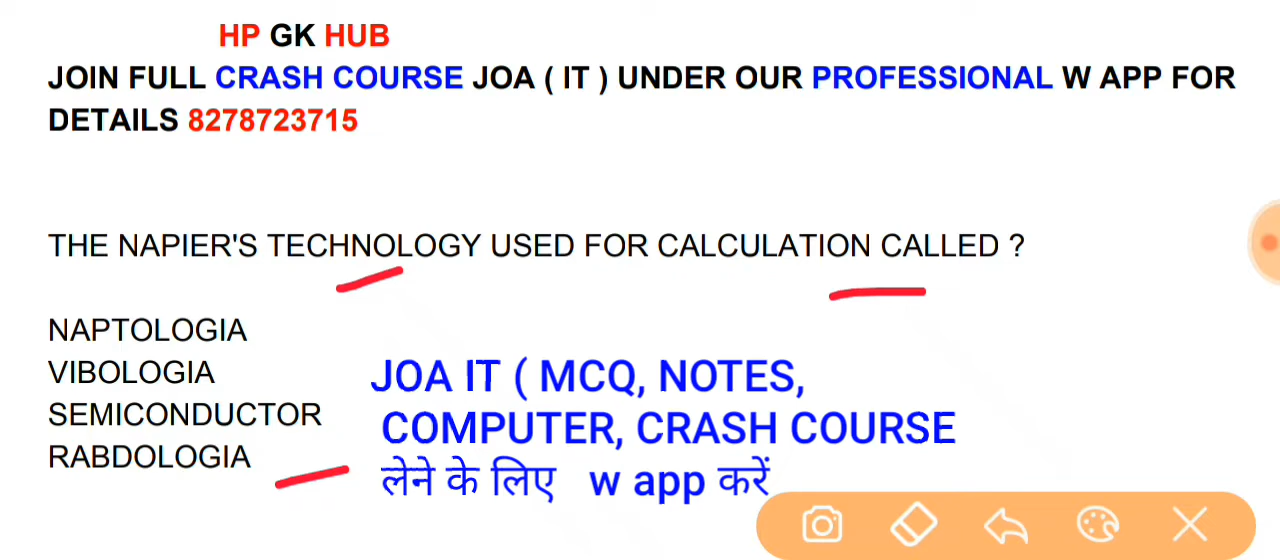 HP GK HUB
JOIN FULL CRASH COURSE JOA ( IT ) UNDER OUR PROFESSIONAL W APP FOR
DETAILS 8278723715
THE NAPIER'S TECHNOLOGY USED FOR CALCULATION CALLED ?
NAPTOLOGIA
VIBOLOGIA
SEMICONDUCTOR
RABDOLOGIA
JOA IT ( MCQ, NOTES,
COMPUTER, CRASH COURSE
लेने के लिए w app करें